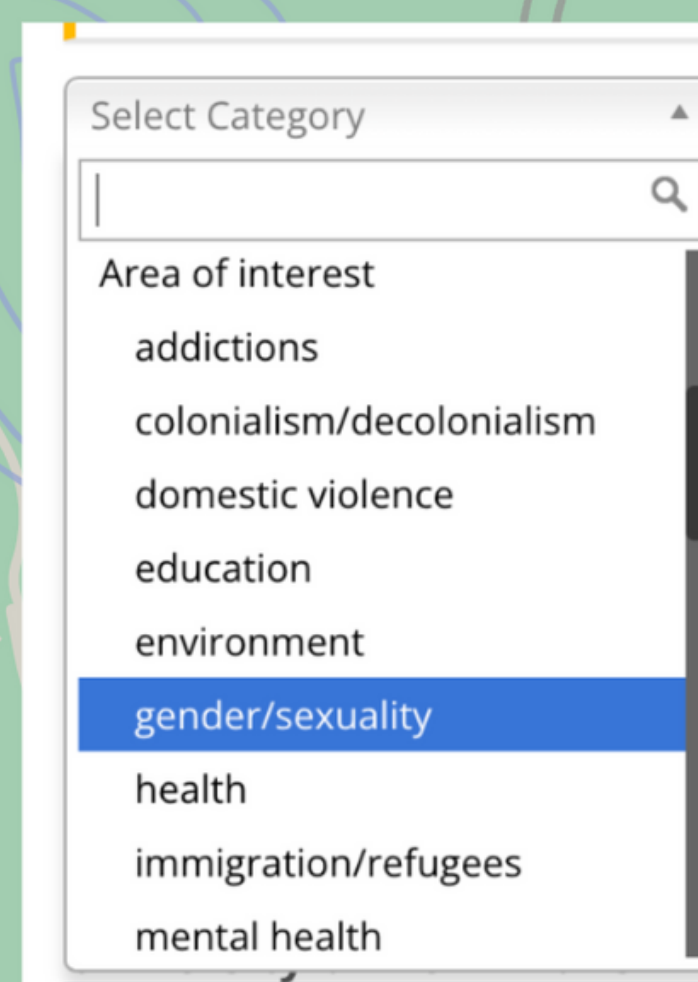 Select Category
Area of interest
addictions
colonialism/decolonialism
domestic violence
education
environment
gender/sexuality
health
immigration/refugees
mental health